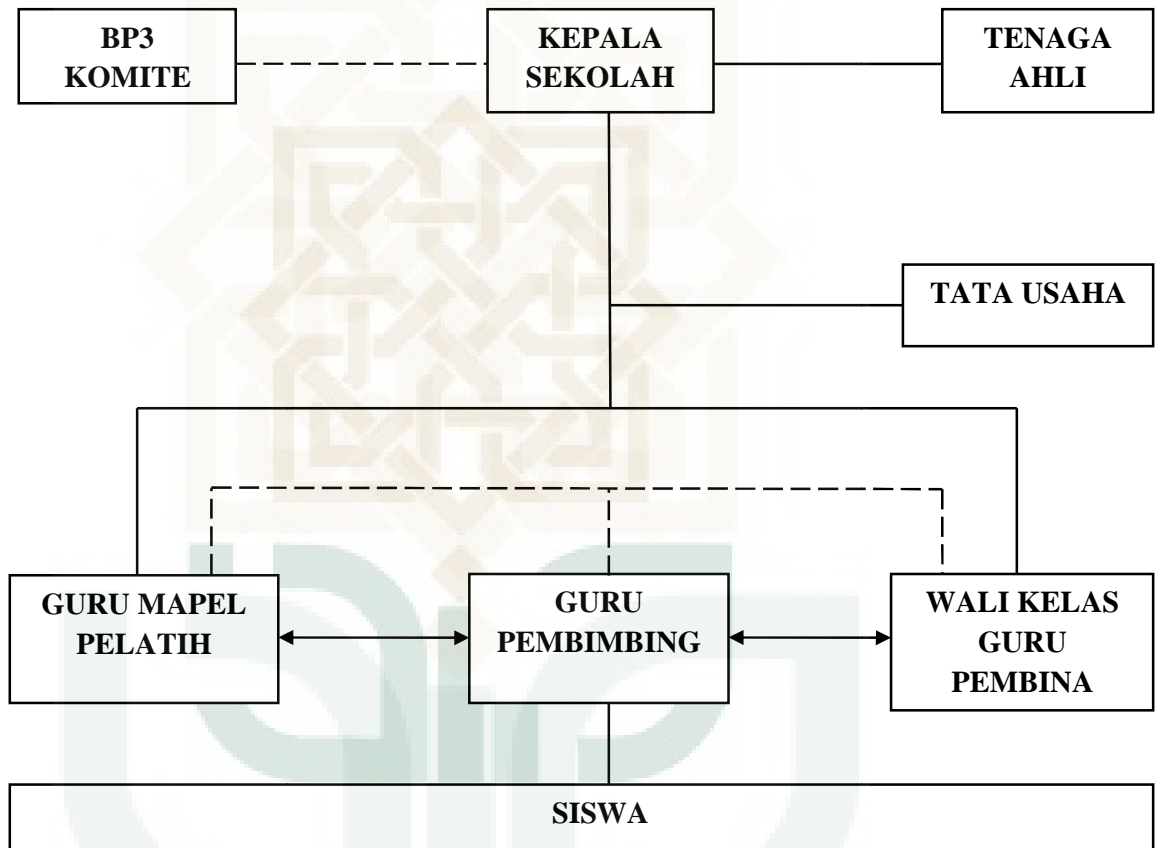 BP3
KOMITE
KEPALA
SEKOLAH
TENAGA
AHLI
TATA USAHA
GURU MAPEL
PELATIH
GURU
PEMBIMBING
WALI KELAS
GURU
PEMBINA
SISWA